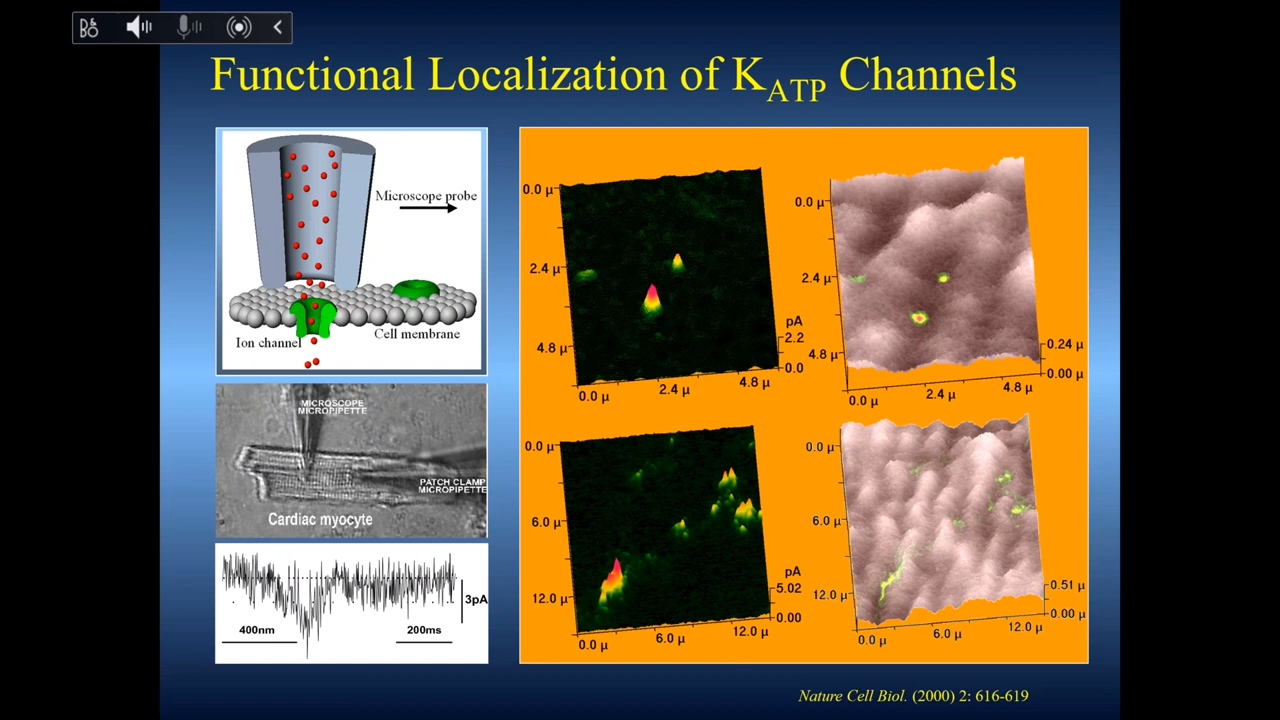 B&O
Functional Localization of KATP Channels
Microscope probe
Ion channel
Cell membrane
MICROSCOPE
MICROPIPETTE
PATCH CLAMP
MICROPIPETTE
Cardiac myocyte
3pA
400nm
200ms
0.0 µ
2.4 µ
4.8 µ
0.0 µ
2.4 µ
4.8 µ
pA
2.2
0.0
0.0 µ
2.4 µ
4.8 µ
0.0 µ
2.4 µ
4.8 µ
0.24 µ
0.00 µ
0.0 µ
6.0 µ
12.0 µ
0.0 µ
6.0 µ
12.0 µ
pA
5.02
0.00
0.0 µ
6.0 µ
12.0 µ
0.0 µ
6.0 µ
12.0 µ
0.51 µ
0.00 µ
Nature Cell Biol. (2000) 2: 616-619